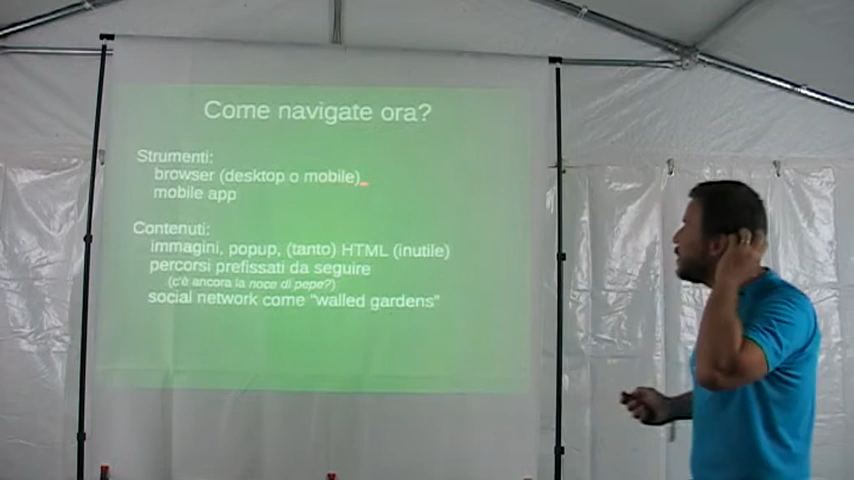 Come navigate ora?
Strumenti:
browser (desktop o mobile)
mobile app
Contenuti:
immagini, popup, (tanto) HTML (inutile)
percorsi prefissati da seguire
(c'è ancora la noce di pepe?)
social network come "walled gardens"